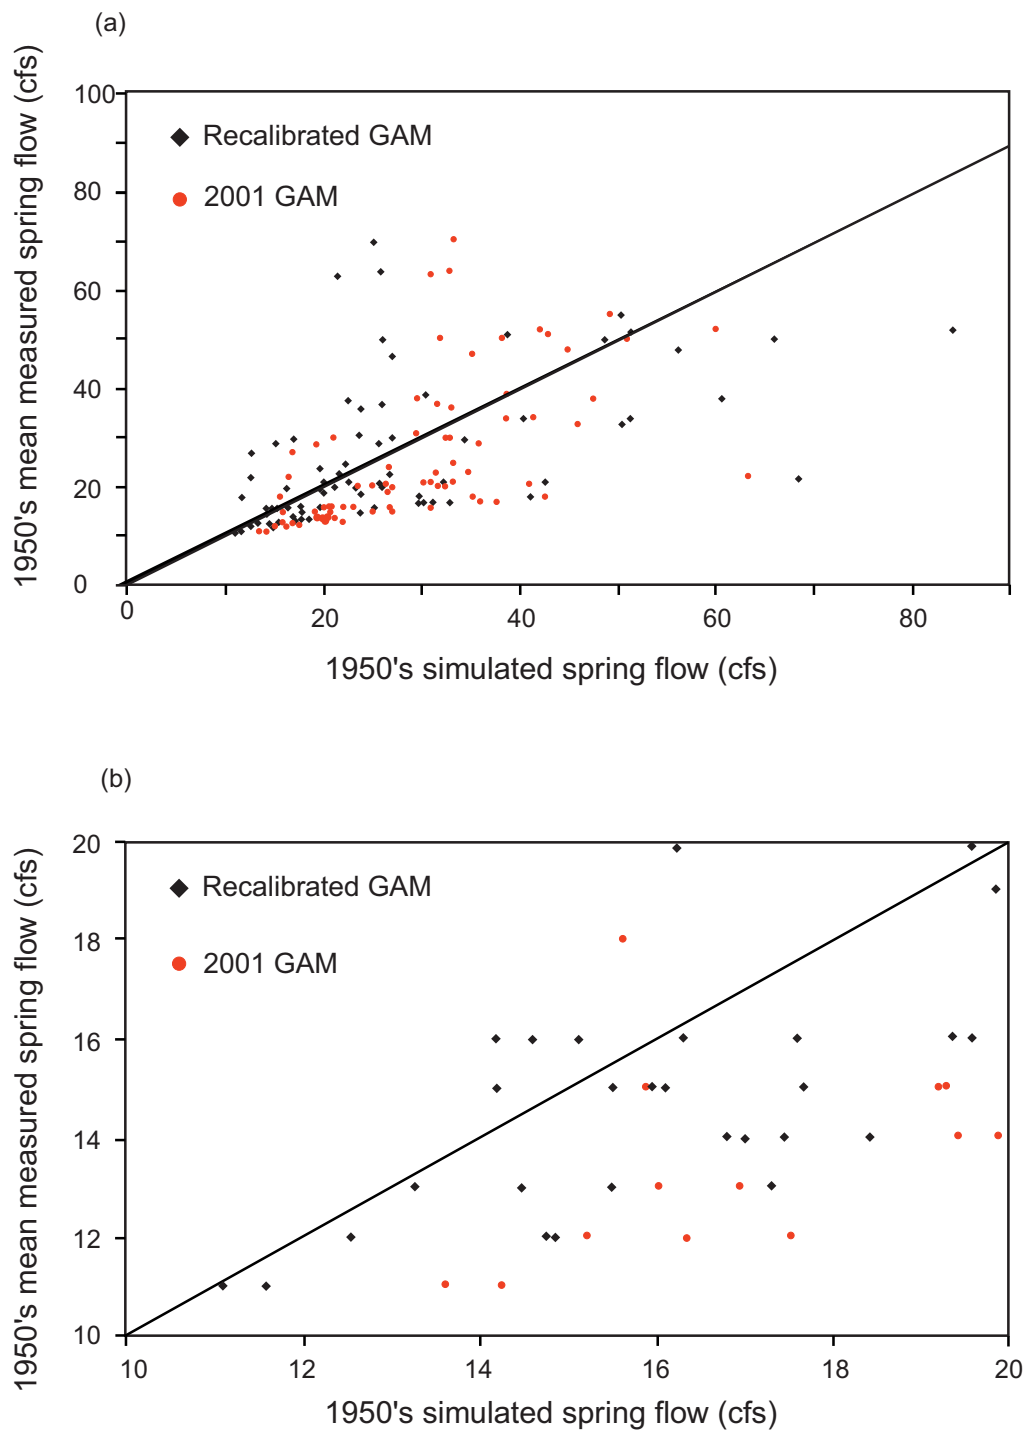 (a)
1950's mean measured spring flow (cfs)
100
80
60
40
20
0
Recalibrated GAM
2001 GAM
0 20 40 60 80
1950's simulated spring flow (cfs)
(b)
1950's mean measured spring flow (cfs)
20
18
16
14
12
10
Recalibrated GAM
2001 GAM
10 12 14 16 18 20
1950's simulated spring flow (cfs)